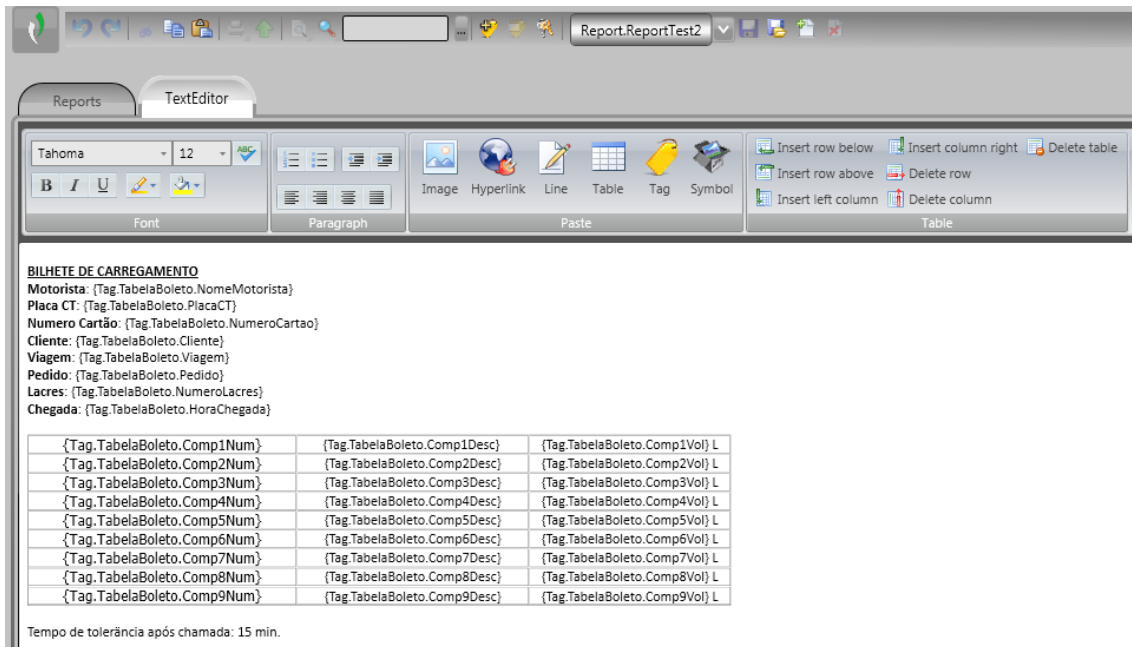 Report.ReportTest2
Reports
TextEditor
Tahoma
12
ABC
B I U
Font
Paragraph
Image Hyperlink Line Table Tag Symbol
Paste
Insert row below Insert column right Delete table
Insert row above Delete row
Insert left column Delete column
Table
BILHETE DE CARREGAMENTO
Motorista: {Tag.TabelaBoleto.NomeMotorista}
Placa CT: {Tag.TabelaBoleto.PlacaCT}
Numero Cartão: {Tag.TabelaBoleto.NumeroCartao}
Cliente: {Tag.TabelaBoleto.Cliente}
Viagem: {Tag.TabelaBoleto.Viagem}
Pedido: {Tag.TabelaBoleto.Pedido}
Lacres: {Tag.TabelaBoleto.NumeroLacres}
Chegada: {Tag.TabelaBoleto.HoraChegada}
{Tag.TabelaBoleto.Comp1Num} {Tag.TabelaBoleto.Comp1Desc} {Tag.TabelaBoleto.Comp1Vol} L
{Tag.TabelaBoleto.Comp2Num} {Tag.TabelaBoleto.Comp2Desc} {Tag.TabelaBoleto.Comp2Vol} L
{Tag.TabelaBoleto.Comp3Num} {Tag.TabelaBoleto.Comp3Desc} {Tag.TabelaBoleto.Comp3Vol} L
{Tag.TabelaBoleto.Comp4Num} {Tag.TabelaBoleto.Comp4Desc} {Tag.TabelaBoleto.Comp4Vol} L
{Tag.TabelaBoleto.Comp5Num} {Tag.TabelaBoleto.Comp5Desc} {Tag.TabelaBoleto.Comp5Vol} L
{Tag.TabelaBoleto.Comp6Num} {Tag.TabelaBoleto.Comp6Desc} {Tag.TabelaBoleto.Comp6Vol} L
{Tag.TabelaBoleto.Comp7Num} {Tag.TabelaBoleto.Comp7Desc} {Tag.TabelaBoleto.Comp7Vol} L
{Tag.TabelaBoleto.Comp8Num} {Tag.TabelaBoleto.Comp8Desc} {Tag.TabelaBoleto.Comp8Vol} L
{Tag.TabelaBoleto.Comp9Num} {Tag.TabelaBoleto.Comp9Desc} {Tag.TabelaBoleto.Comp9Vol} L
Tempo de toleräncia após chamada: 15 min.